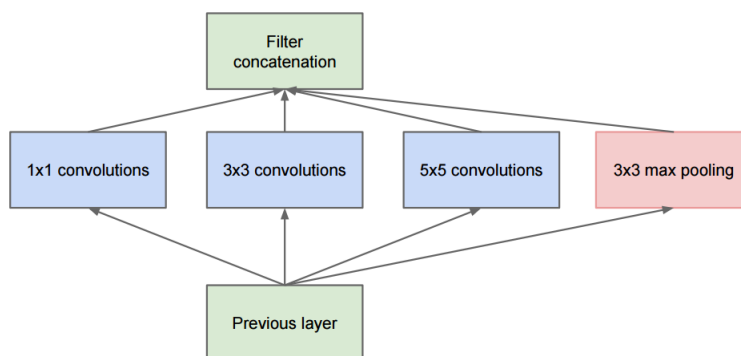 Filter
concatenation
1x1 convolutions
3x3 convolutions
5x5 convolutions
3x3 max pooling
Previous layer